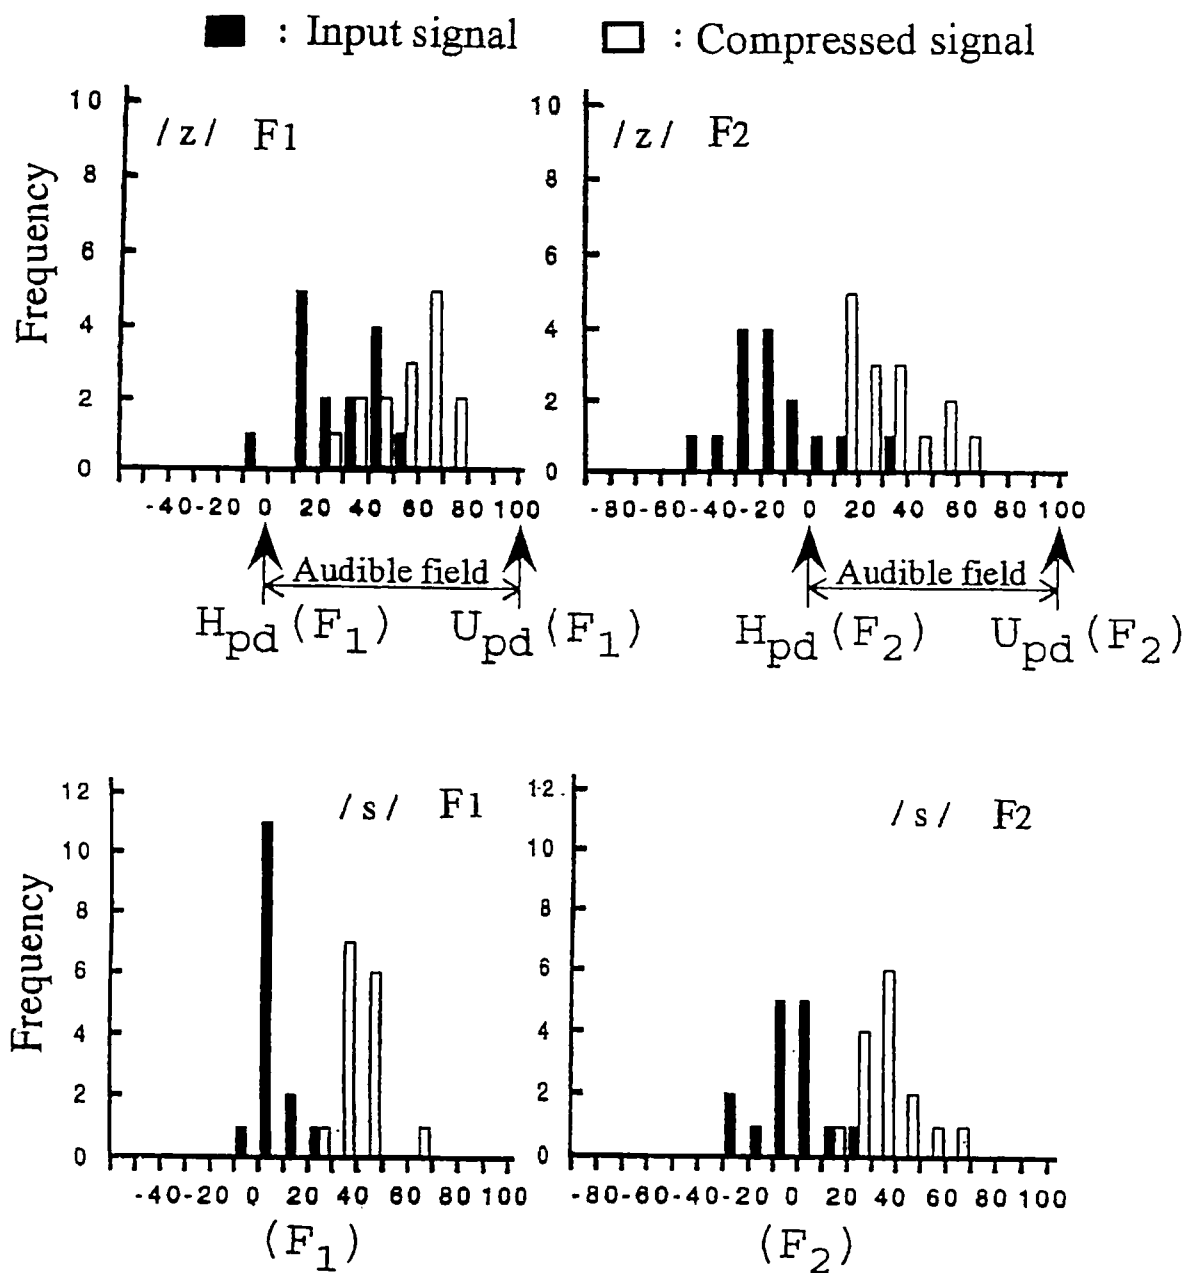 : Input signal : Compressed signal
/ z / F1
/ z / F2
Frequency
10
8
6
4
2
0
-40 -20 0 20 40 60 80 100
10
8
6
4
2
0
-80 -60 -40 -20 0 20 40 60 80 100
Audible field
Audible field
Hpd (F1) Upd (F1)
Hpd (F2) Upd (F2)
/ s / F1
/ s / F2
Frequency
12
10
8
6
4
2
0
-40 -20 0 20 40 60 80 100
(F1)
12
10
8
6
4
2
0
-80 -60 -40 -20 0 20 40 60 80 100
(F2)